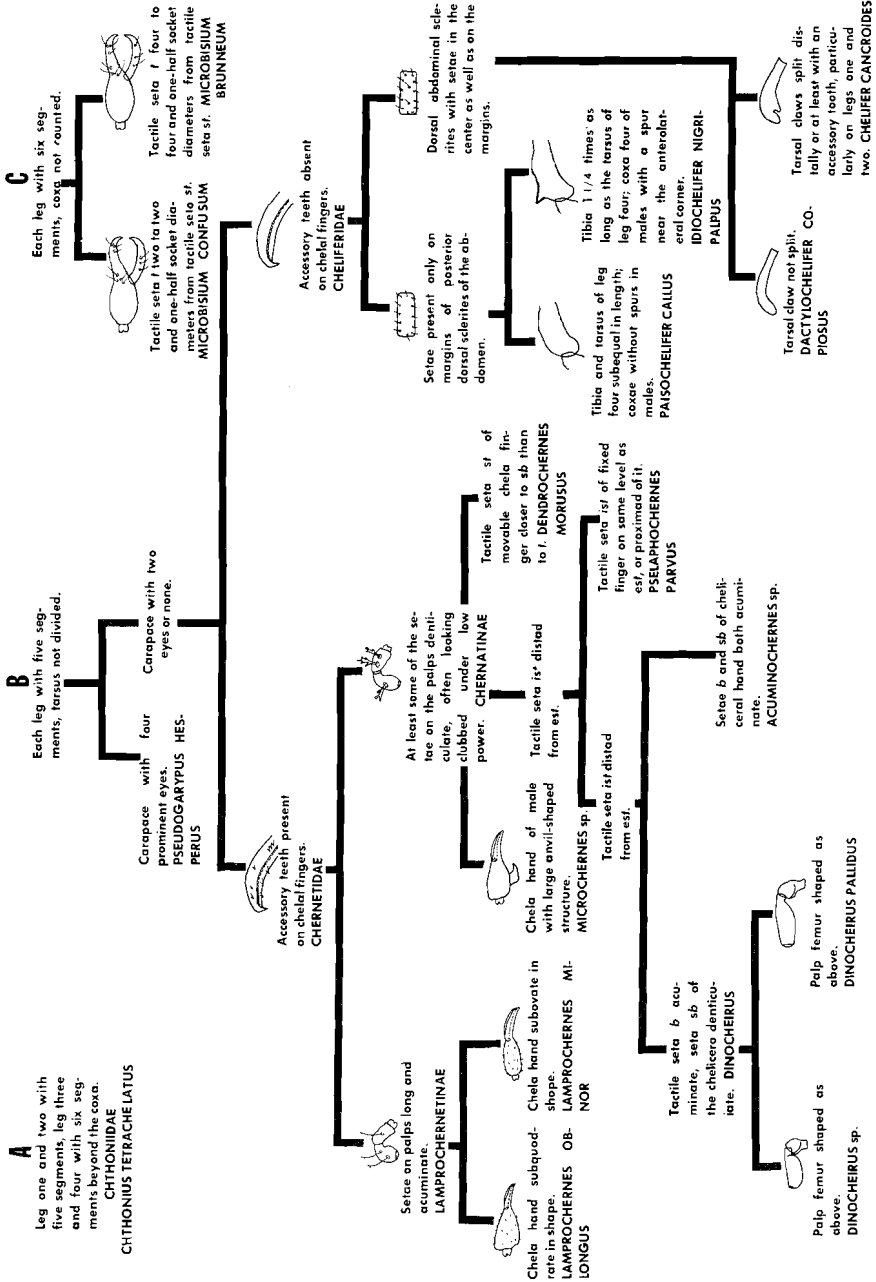 A
Leg one and two with
five segments, leg three
and four with six seg-
ments beyond the coxa.
CHTHONIIDAE
CHTHONIUS TETRACHELATUS
B
Each leg with five seg-
ments, tarsus not divided.
Carapace with four
prominent eyes.
PSEUDOGARYPUS HES-
PERUS
Carapace with two
eyes or none.
C
Each leg with six seg-
ments, coxa not counted.
Tactile seta t two ta two
and one-half socket dia-
meters from tactile seto st.
MICROBISIUM CONFUSUM
Tactile seta t four to
four and one-half socket
diameters from tactile
seta st. MICROBISIUM
BRUNNEUM
Accessory teeth present
on chelal fingers.
CHERNETIDAE
Accessory teeth absent
on chelal fingers.
CHELIFERIDAE
Setae on palps long and
acuminate.
LAMPROCHERNETINAE
At least some of the se-
tae on the palps denti-
culate, often looking
clubbed under low
power. CHERNATINAE
Setae present only on
margins of posterior
dorsal sclerites of the ab-
domen.
Dorsal abdominal scle-
rites with setae in the
center as well as on the
margins.
Chela hand subquod-
rate in shape.
LAMPROCHERNES OB-
LONGUS
Chela hand subovate in
shope.
LAMPROCHERNES MI-
NOR
Chela hand of male
with large anvil-shaped
structure.
MICROCHERNES sp.
Tactile seta is* distad
from est.
Tactile seta st of
movable chela fin-
ger closer to sb than
to t. DENDROCHERNES
MORUSUS
Tibia and tarsus of leg
four subequal in length;
coxae without spurs in
males.
PAISOCHELIFER CALLUS
Tibia 1 1/4 times as
long as the tarsus of
leg four; coxa four of
males with a spur
near the anterolat-
eral corner.
IDIOCHELIFER NIGRI-
PALPUS
Tactile seta ist distad
from est.
Tactile seta ist of fixed
finger on same level as
est, or proximad of it.
PSELAPHOCHERNES
PARVUS
Tarsal claw not split.
DACTYLOCHELIFER CO-
PIOSUS
Tarsal claws split dis-
tally or at least with an
accessory tooth, particu-
larly on legs one and
two. CHELIFER CANCROIDES
Tactile seta b acu-
minate, seta sb of
the chelicera denticu-
iate. DINOCHEIRUS
Setae b and sb of cheli-
ceral hand both acumi-
nate.
ACUMINOCHERNES sp.
Palp femur shaped as
above.
DINOCHEIRUS sp.
Palp femur shaped as
above.
DINOCHEIRUS PALLIDUS